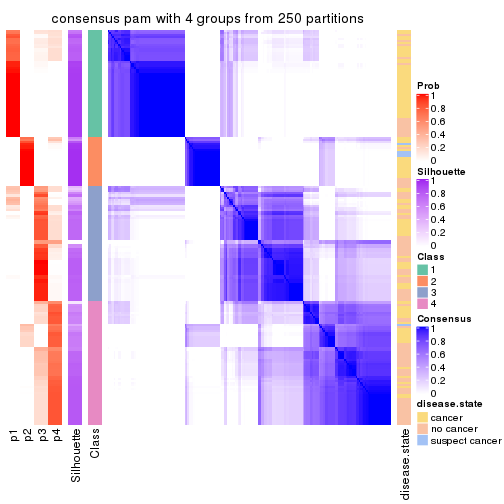 consensus pam with 4 groups from 250 partitions
Prob
1
0.8
0.6
0.4
0.2
0
Silhouette
1
0.8
0.6
0.4
0.2
0
Class
1
2
3
4
Consensus
1
0.8
0.6
0.4
0.2
0
disease.state
cancer
no cancer
suspect cancer
p1
p2
p3
p4
Silhouette
Class
disease.state